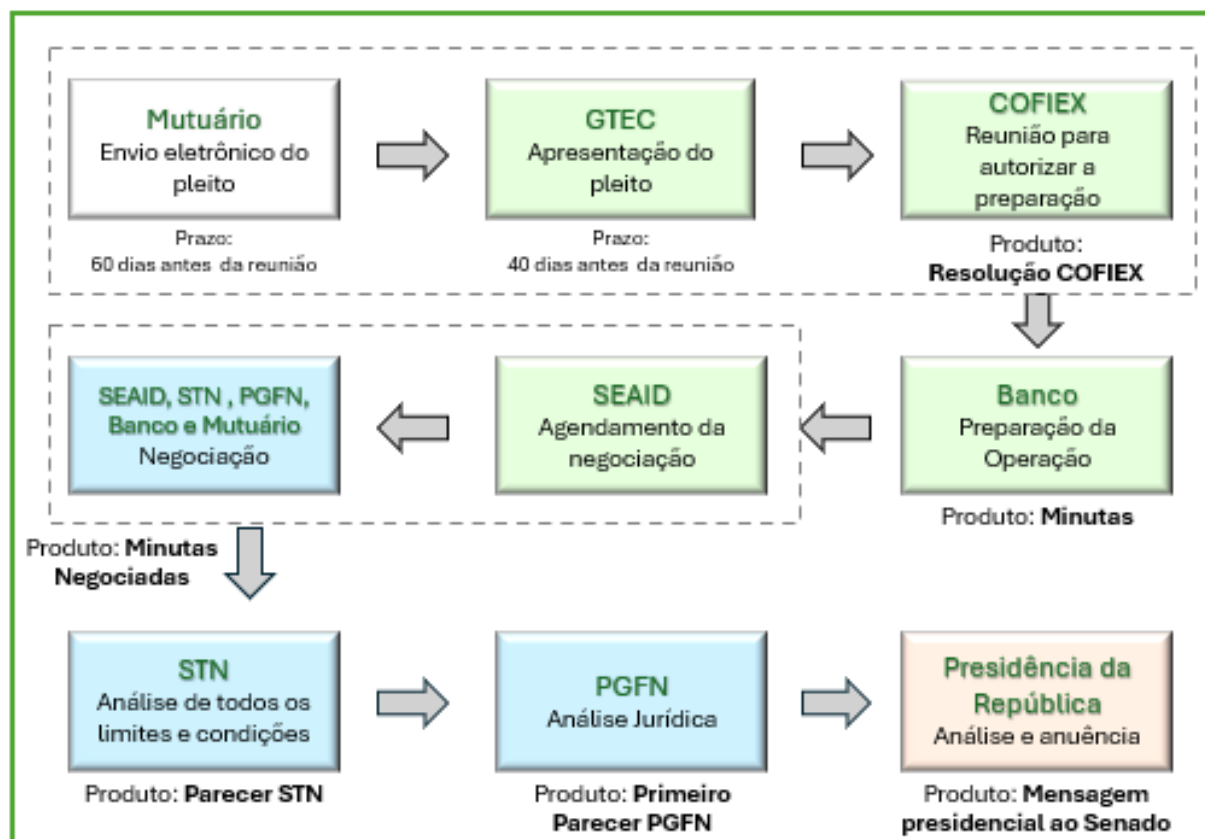 Mutuário
Envio eletrônico do
pleito
Prazo:
60 dias antes da reunião
GTEC
Apresentação do
pleito
Prazo:
40 dias antes da reunião
COFIEX
Reunião para
autorizar a
preparação
Produto:
Resolução COFIEX
Banco
Preparação da
Operação
Produto: Minutas
SEAID
Agendamento da
negociação
SEAID, STN , PGFN,
Banco e Mutuário
Negociação
Produto: Minutas
Negociadas
STN
Análise de todos os
limites e condições
Produto: Parecer STN
PGFN
Análise Jurídica
Produto: Primeiro
Parecer PGFN
Presidência da
República
Análise e anuência
Produto: Mensagem
presidencial ao Senado